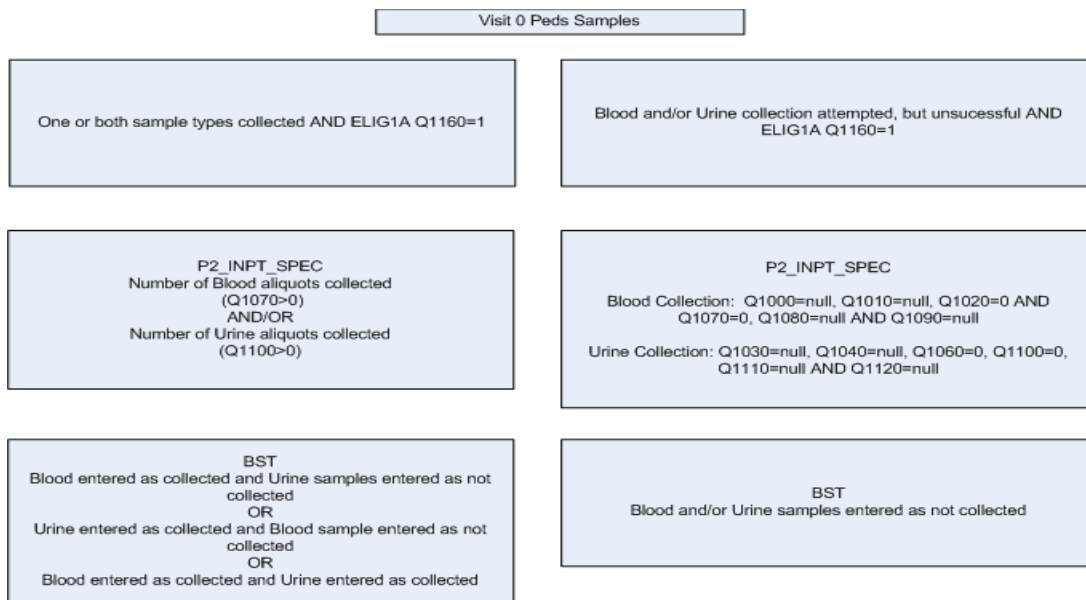 Visit 0 Peds Samples
One or both sample types collected AND ELIG1A Q1160=1
Blood and/or Urine collection attempted, but unsucessful AND
ELIG1A Q1160=1
P2_INPT_SPEC
Number of Blood aliquots collected
(Q1070>0)
AND/OR
Number of Urine aliquots collected
(Q1100>0)
P2_INPT_SPEC
Blood Collection: Q1000=null, Q1010=null, Q1020=0 AND
Q1070=0, Q1080=null AND Q1090=null
Urine Collection: Q1030=null, Q1040=null, Q1060=0, Q1100=0,
Q1110=null AND Q1120=null
BST
Blood entered as collected and Urine samples entered as not
collected
OR
Urine entered as collected and Blood sample entered as not
collected
OR
Blood entered as collected and Urine entered as collected
BST
Blood and/or Urine samples entered as not collected